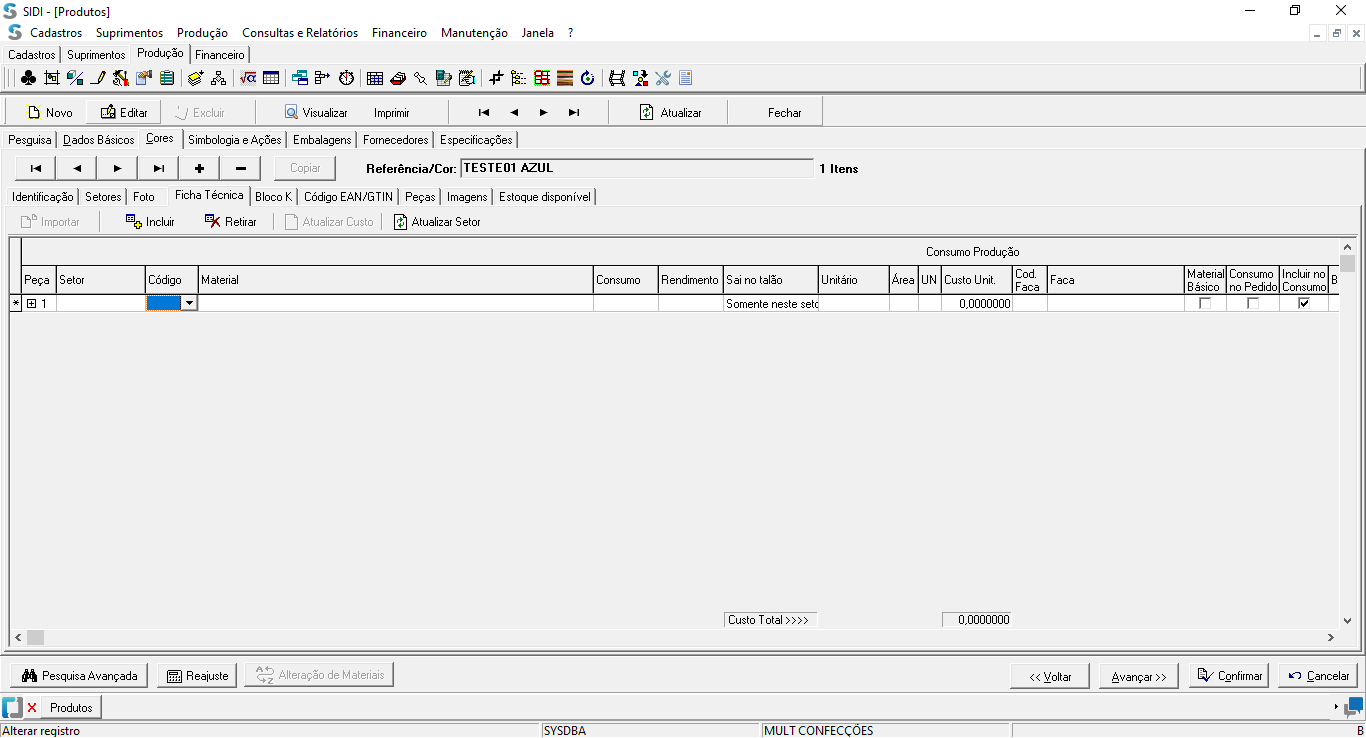 SIDI - [Produtos]
Cadastros Suprimentos Produção Consultas e Relatórios Financeiro Manutenção Janela ?
Cadastros Suprimentos Produção Financeiro
Novo Editar Excluir Visualizar Imprimir Atualizar Fechar
Pesquisa Dados Básicos Cores Simbologia e Ações Embalagens Fornecedores Especificações
Copiar Referência/Cor: TESTE01 AZUL 1 Itens
Identificação Setores Foto Ficha Técnica Bloco K Código EAN/GTIN Peças Imagens Estoque disponível
Importar Incluir Retirar Atualizar Custo Atualizar Setor
Consumo Produção
Peça Setor Código Material Consumo Rendimento Sai no talão Unitário Área UN Custo Unit. Cod. Faca Faca Material Básico Consumo no Pedido Incluir no Consumo B
* 1 Somente neste seto 0,0000000
Custo Total >>>> 0,0000000
Pesquisa Avançada Reajuste Alteração de Materiais << Voltar Avançar >> Confirmar Cancelar
Produtos
Alterar registro SYSDBA MULT CONFECÇÕES B